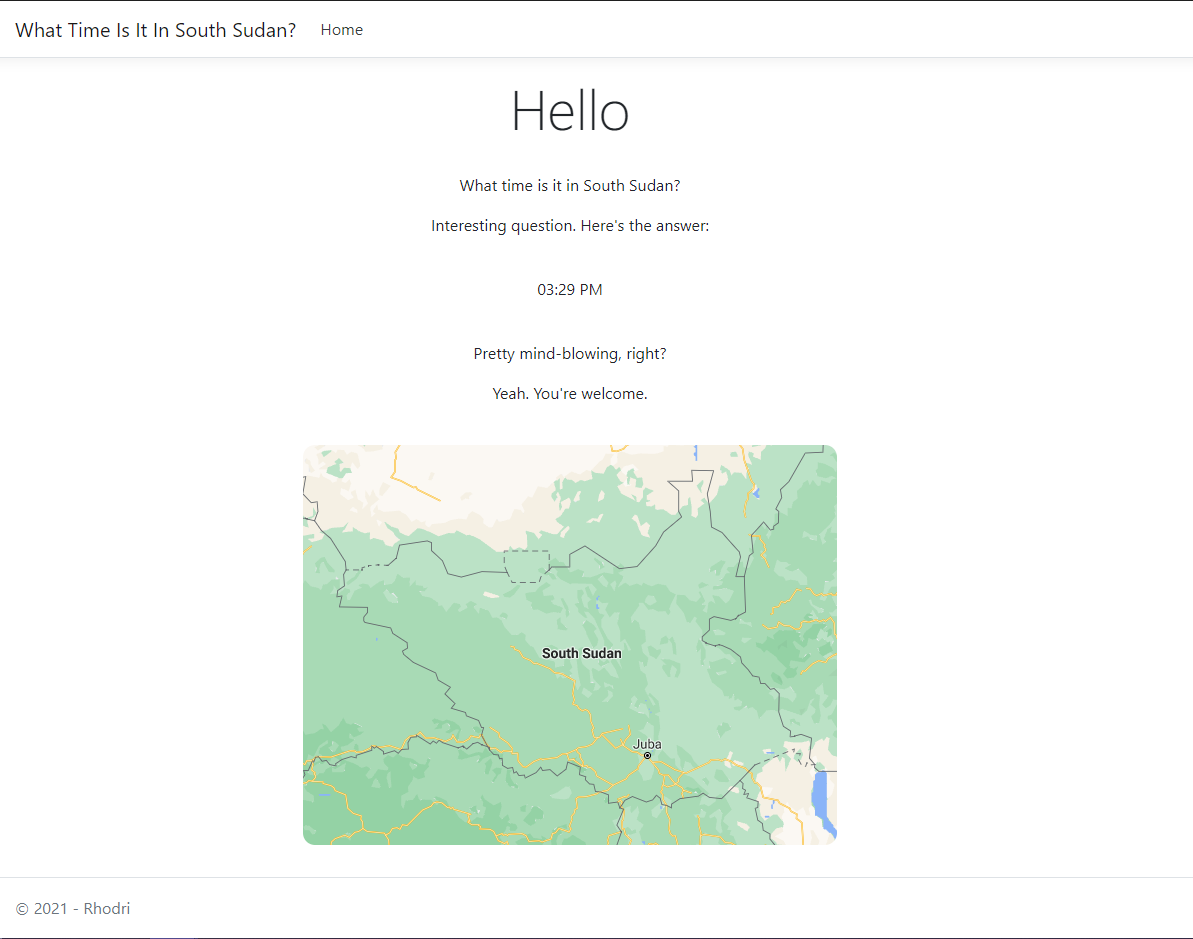 What Time Is It In South Sudan? Home
Hello
What time is it in South Sudan?
Interesting question. Here's the answer:
03:29 PM
Pretty mind-blowing, right?
Yeah. You're welcome.
South Sudan
Juba
© 2021 - Rhodri